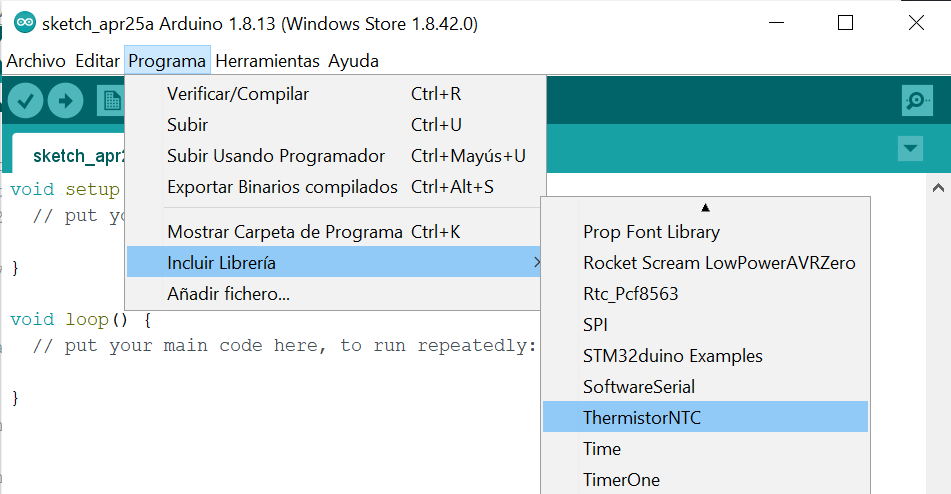 sketch_apr25a Arduino 1.8.13 (Windows Store 1.8.42.0)
Archivo Editar Programa Herramientas Ayuda
Verificar/Compilar Ctrl+R
Subir Ctrl+U
Subir Usando Programador Ctrl+Mayús+U
Exportar Binarios compilados Ctrl+Alt+S
Mostrar Carpeta de Programa Ctrl+K
Incluir Librería
Añadir fichero...
Prop Font Library
Rocket Scream LowPowerAVRZero
Rtc_Pcf8563
SPI
STM32duino Examples
SoftwareSerial
ThermistorNTC
Time
TimerOne
sketch_apr2
void setup
// put yo
}
void loop() {
// put your main code here, to run repeatedly:
}